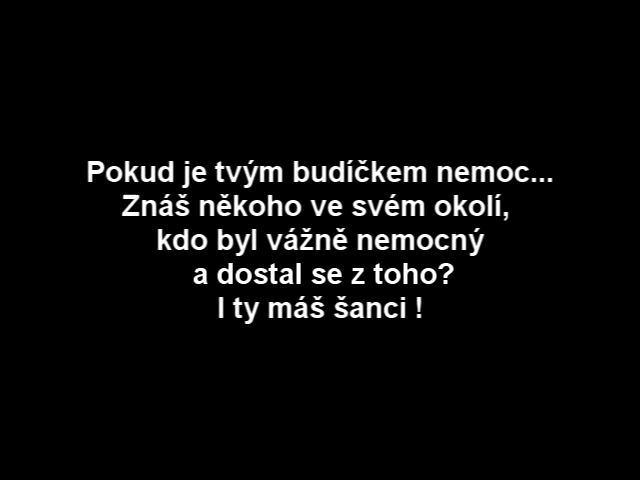 Pokud je tvým budíčkem nemoc...
Znáš někoho ve svém okolí,
kdo byl vážně nemocný
a dostal se z toho?
I ty máš šanci !